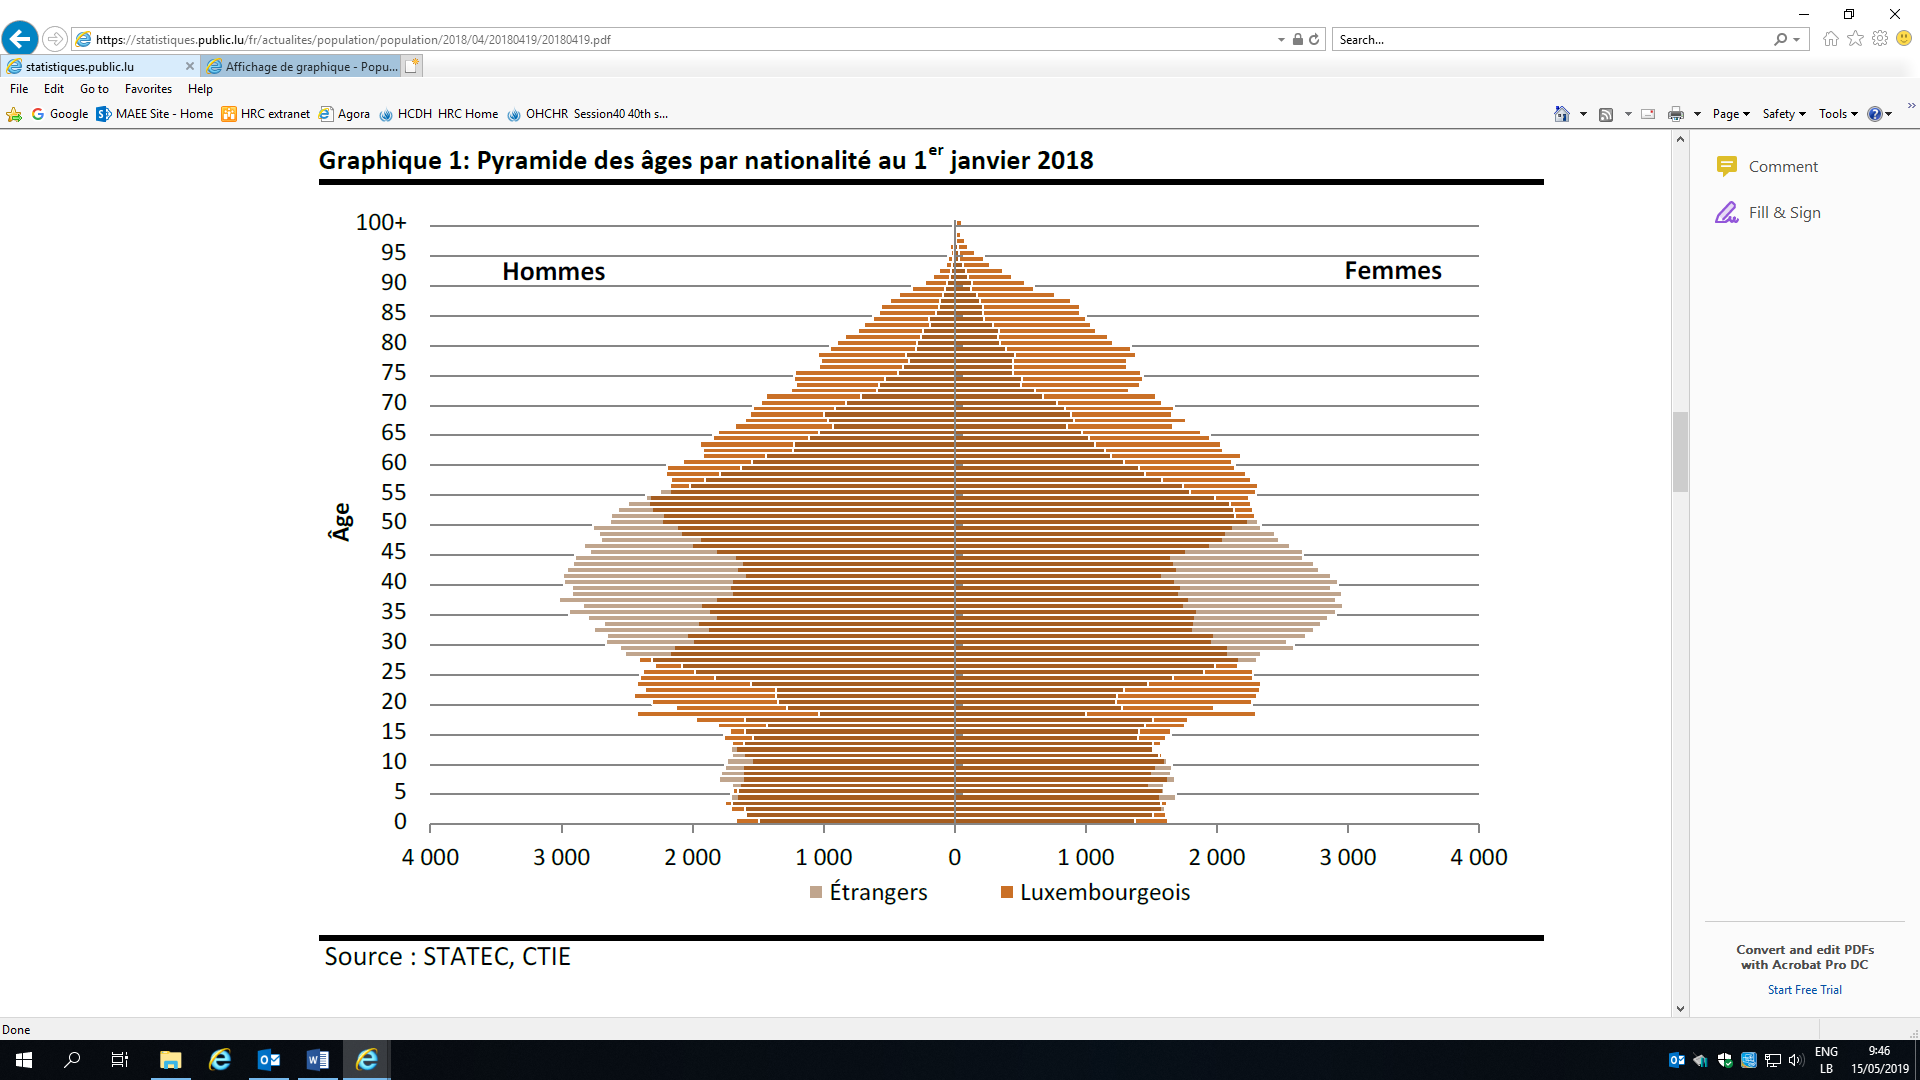 https://statistiques.public.lu/fr/actualites/population/population/2018/04/20180419/20180419.pdf
Search...
statistiques.public.lu
Affichage de graphique - Popu...
File Edit Go to Favorites Help
Google MAEE Site - Home HRC extranet Agora HCDH HRC Home OHCHR Session40 40th s...
Page Safety Tools
Graphique 1: Pyramide des âges par nationalité au 1er janvier 2018
Comment
Fill & Sign
100+
95
Hommes
Femmes
90
85
80
75
70
65
60
55
50
Âge
45
40
35
30
25
20
15
10
5
0
4 000 3 000 2 000 1 000 0 1 000 2 000 3 000 4 000
Étrangers Luxembourgeois
Source : STATEC, CTIE
Convert and edit PDFs
with Acrobat Pro DC
Start Free Trial
Done
ENG
LB
9:46
15/05/2019